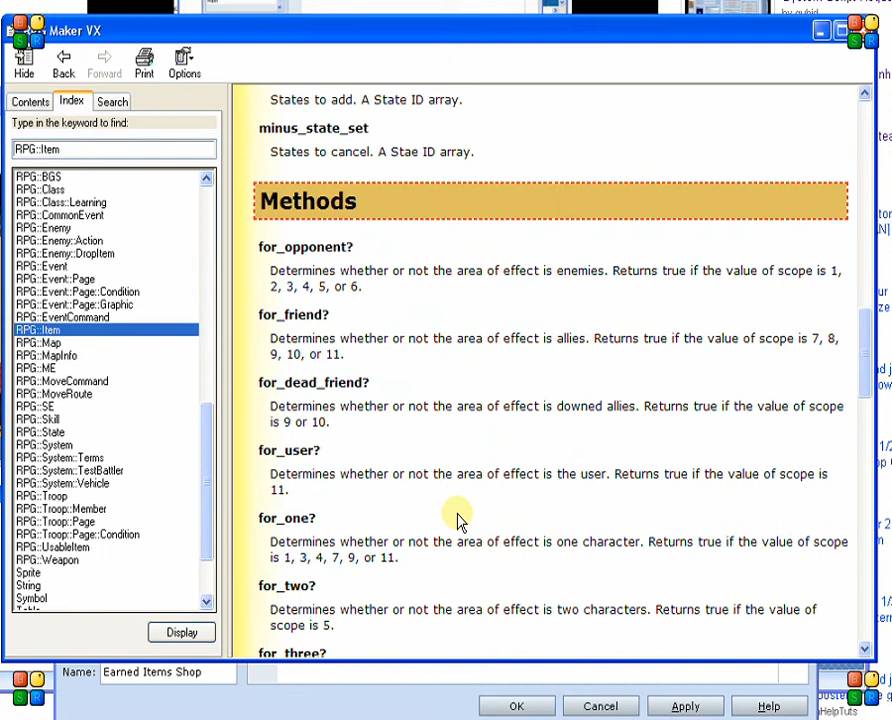 Maker VX
Hide Back Forward Print Options
Contents Index Search
Type in the keyword to find:
RPG::Item
RPG::BGS
RPG::Class
RPG::Class::Learning
RPG::CommonEvent
RPG::Enemy
RPG::Enemy::Action
RPG::Enemy::DropItem
RPG::Event
RPG::Event::Page
RPG::Event::Page::Condition
RPG::Event::Page::Graphic
RPG::EventCommand
RPG::Item
RPG::Map
RPG::MapInfo
RPG::ME
RPG::MoveCommand
RPG::MoveRoute
RPG::SE
RPG::Skill
RPG::State
RPG::System
RPG::System::Terms
RPG::System::TestBattler
RPG::System::Vehicle
RPG::Troop
RPG::Troop::Member
RPG::Troop::Page
RPG::Troop::Page::Condition
RPG::UsableItem
RPG::Weapon
Sprite
String
Symbol
Table
Display
States to add. A State ID array.
minus_state_set
States to cancel. A Stae ID array.
Methods
for_opponent?
Determines whether or not the area of effect is enemies. Returns true if the value of scope is 1,
2, 3, 4, 5, or 6.
for_friend?
Determines whether or not the area of effect is allies. Returns true if the value of scope is 7, 8,
9, 10, or 11.
for_dead_friend?
Determines whether or not the area of effect is downed allies. Returns true if the value of scope
is 9 or 10.
for_user?
Determines whether or not the area of effect is the user. Returns true if the value of scope is
11.
for_one?
Determines whether or not the area of effect is one character. Returns true if the value of scope
is 1, 3, 4, 7, 9, or 11.
for_two?
Determines whether or not the area of effect is two characters. Returns true if the value of
scope is 5.
for_three?
Name: Earned Items Shop
OK Cancel Apply Help
HelpTuts